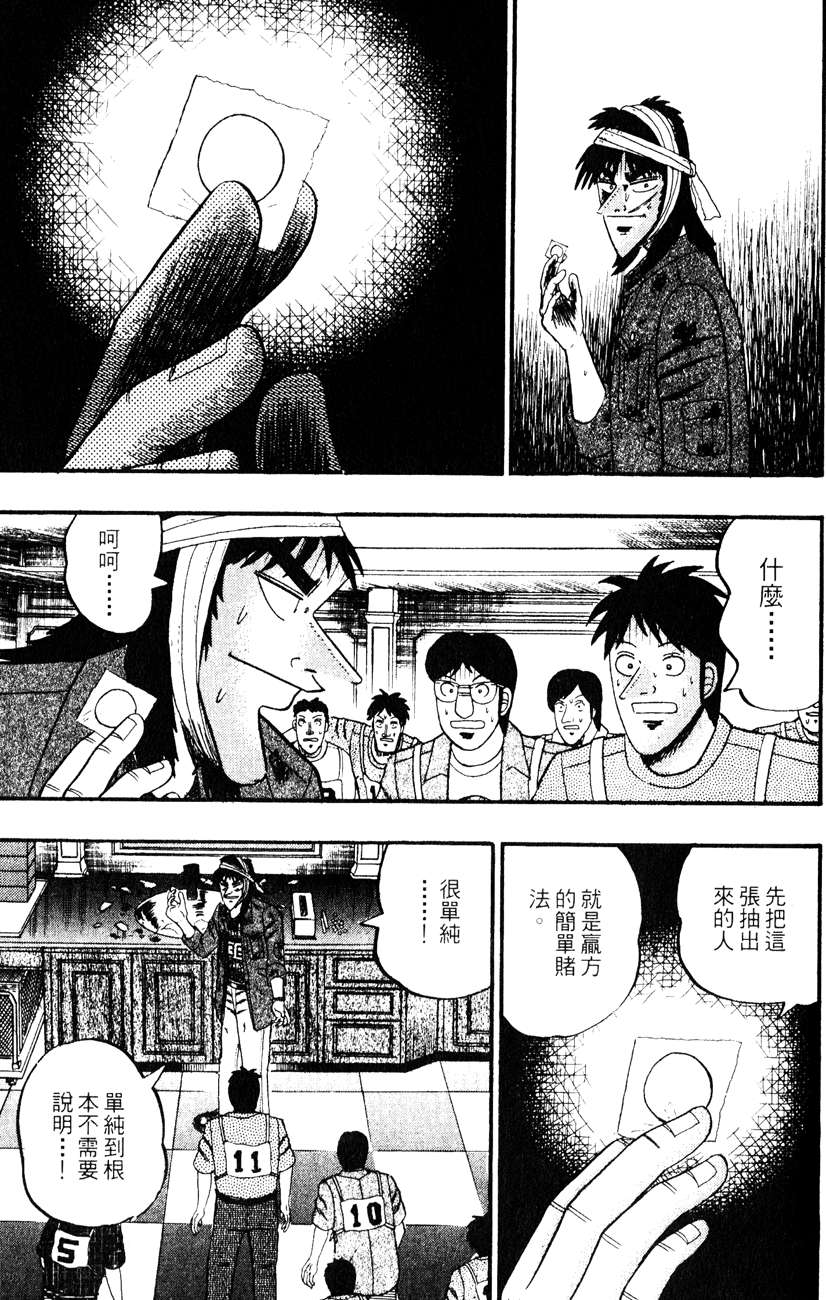 什麼……
呵呵……
先把這
張抽出
來的人
就是贏方
的簡單賭
法。
很單純
……！
單純到根
本不需要
說明…！
11
10
5